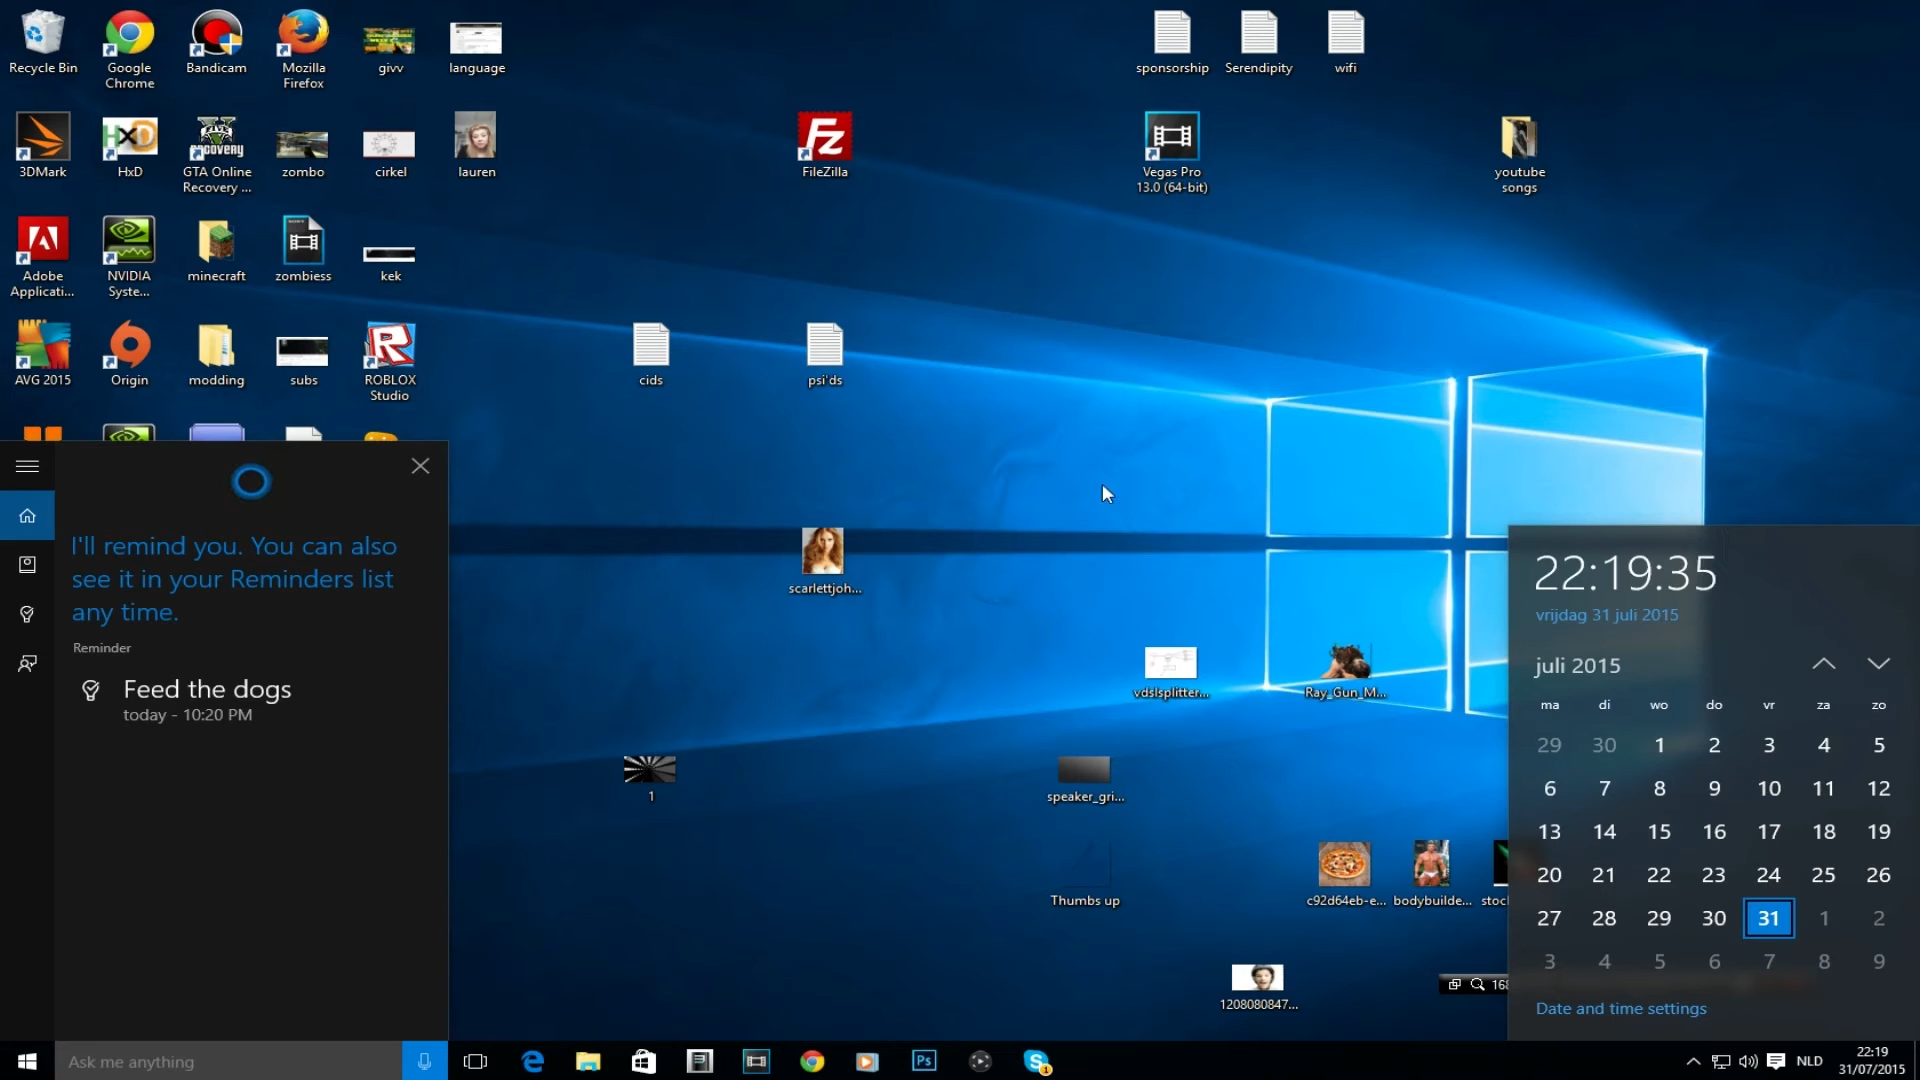 Recycle Bin
Google
Chrome
Bandicam
Mozilla
Firefox
givv
language
sponsorship
Serendipity
wifi
3DMark
HxD
GTA Online
Recovery ...
zombo
cirkel
lauren
FileZilla
Vegas Pro
13.0 (64-bit)
youtube
songs
Adobe
Applicati...
NVIDIA
Syste...
minecraft
zombiess
kek
AVG 2015
Origin
modding
subs
ROBLOX
Studio
cids
psi'ds
I'll remind you. You can also
see it in your Reminders list
any time.
Reminder
Feed the dogs
today - 10:20 PM
scarlettjoh...
vdslsplitter...
Ray_Gun_M...
1
speaker_gri...
Thumbs up
c92d64eb-e...
bodybuilde...
1208080847...
22:19:35
vrijdag 31 juli 2015
juli 2015
ma di wo do vr za zo
29 30 1 2 3 4 5
6 7 8 9 10 11 12
13 14 15 16 17 18 19
20 21 22 23 24 25 26
27 28 29 30 31 1 2
3 4 5 6 7 8 9
Date and time settings
Ask me anything
Ps
NLD
22:19
31/07/2015